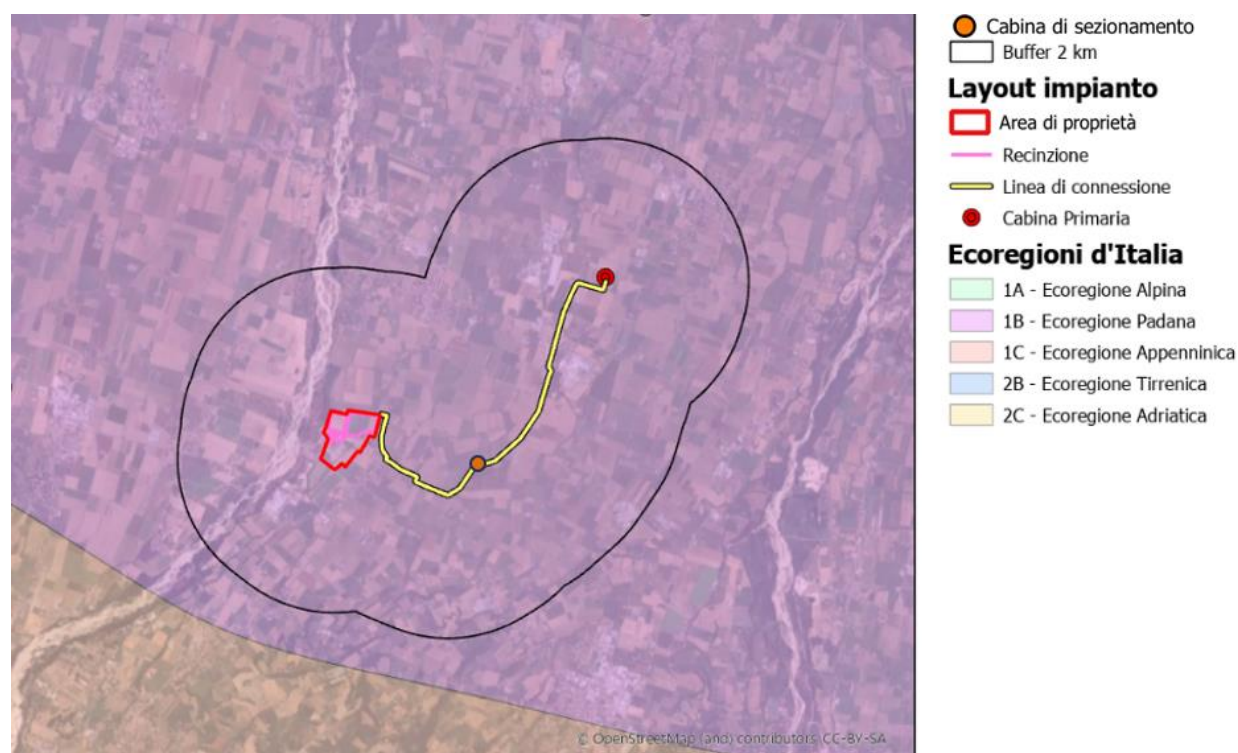 Cabina di sezionamento
Buffer 2 km
Layout impianto
Area di proprietà
Recinzione
Linea di connessione
Cabina Primaria
Ecoregioni d'Italia
1A - Ecoregione Alpina
1B - Ecoregione Padana
1C - Ecoregione Appenninica
2B - Ecoregione Tirrenica
2C - Ecoregione Adriatica
© OpenStreetMap (and) contributors, CC-BY-SA